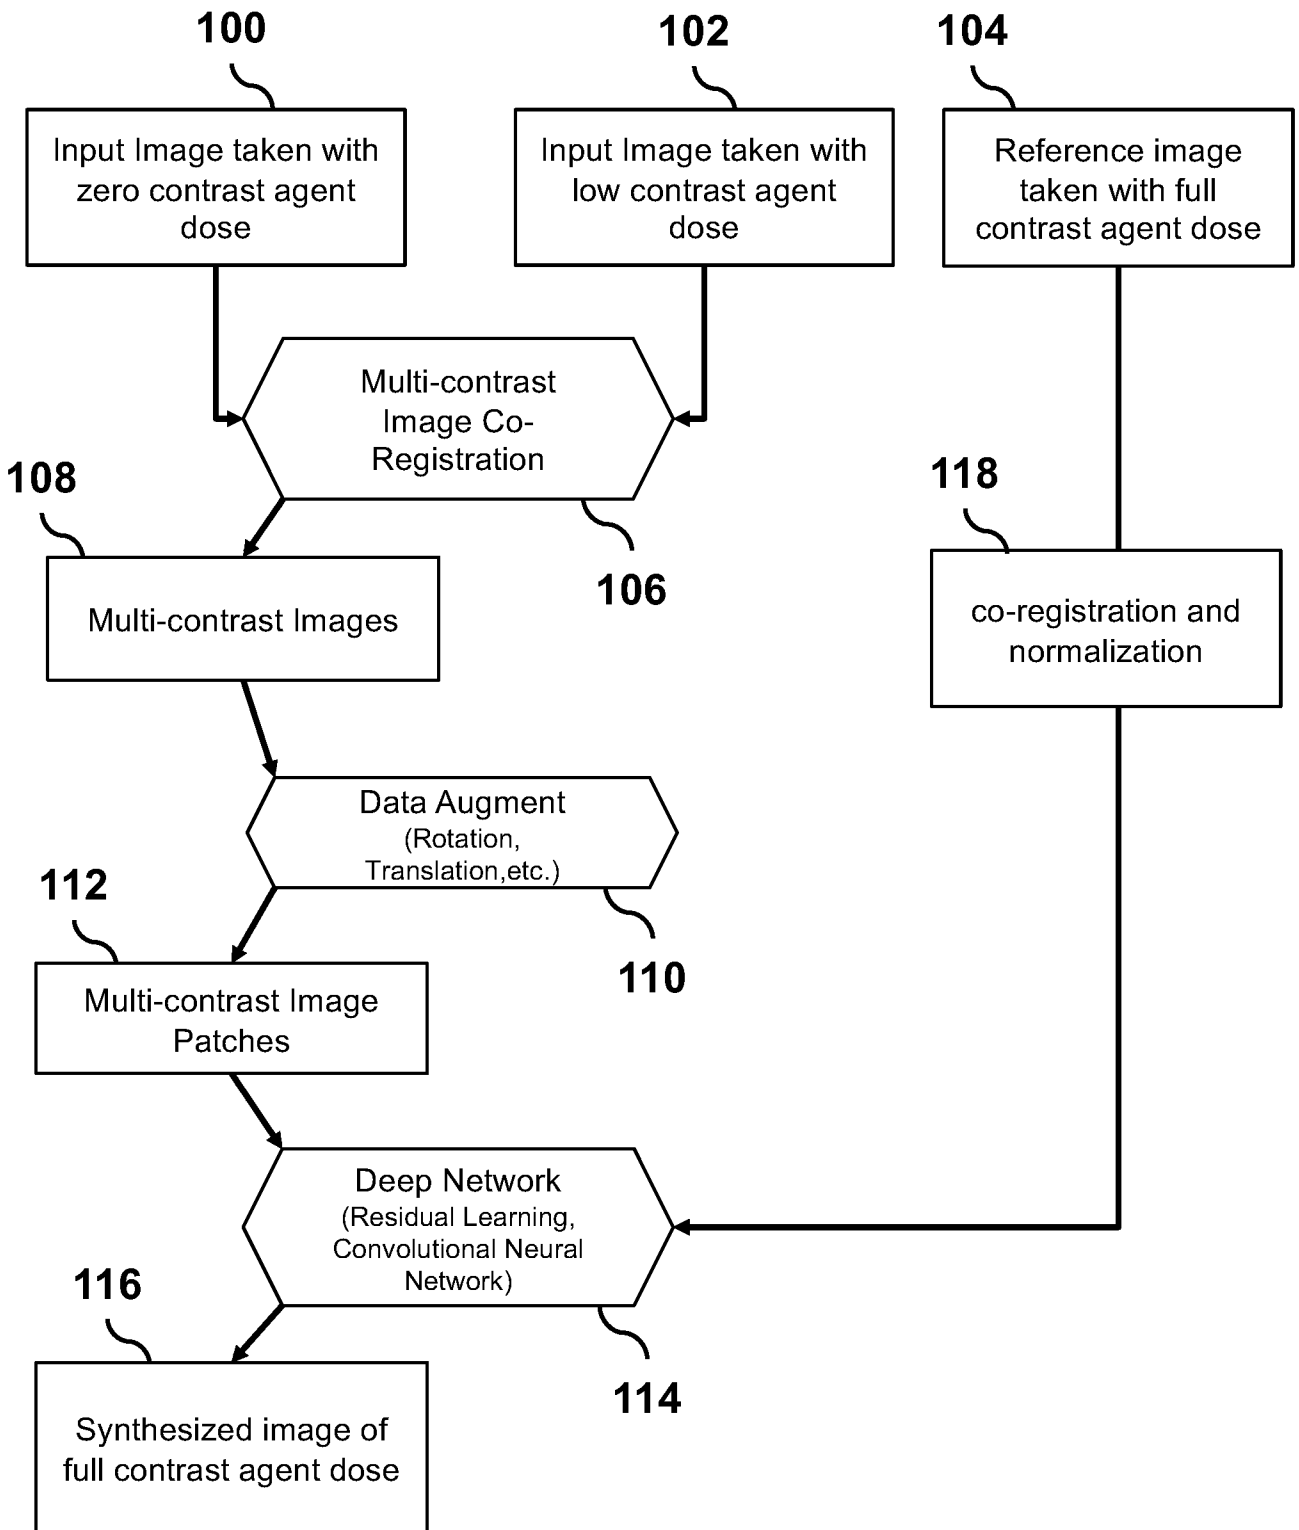 100
102
104
Input Image taken with
zero contrast agent
dose
Input Image taken with
low contrast agent
dose
Reference image
taken with full
contrast agent dose
Multi-contrast
Image Co-
Registration
106
108
Multi-contrast Images
118
co-registration and
normalization
Data Augment
(Rotation,
Translation,etc.)
110
112
Multi-contrast Image
Patches
Deep Network
(Residual Learning,
Convolutional Neural
Network)
114
116
Synthesized image of
full contrast agent dose